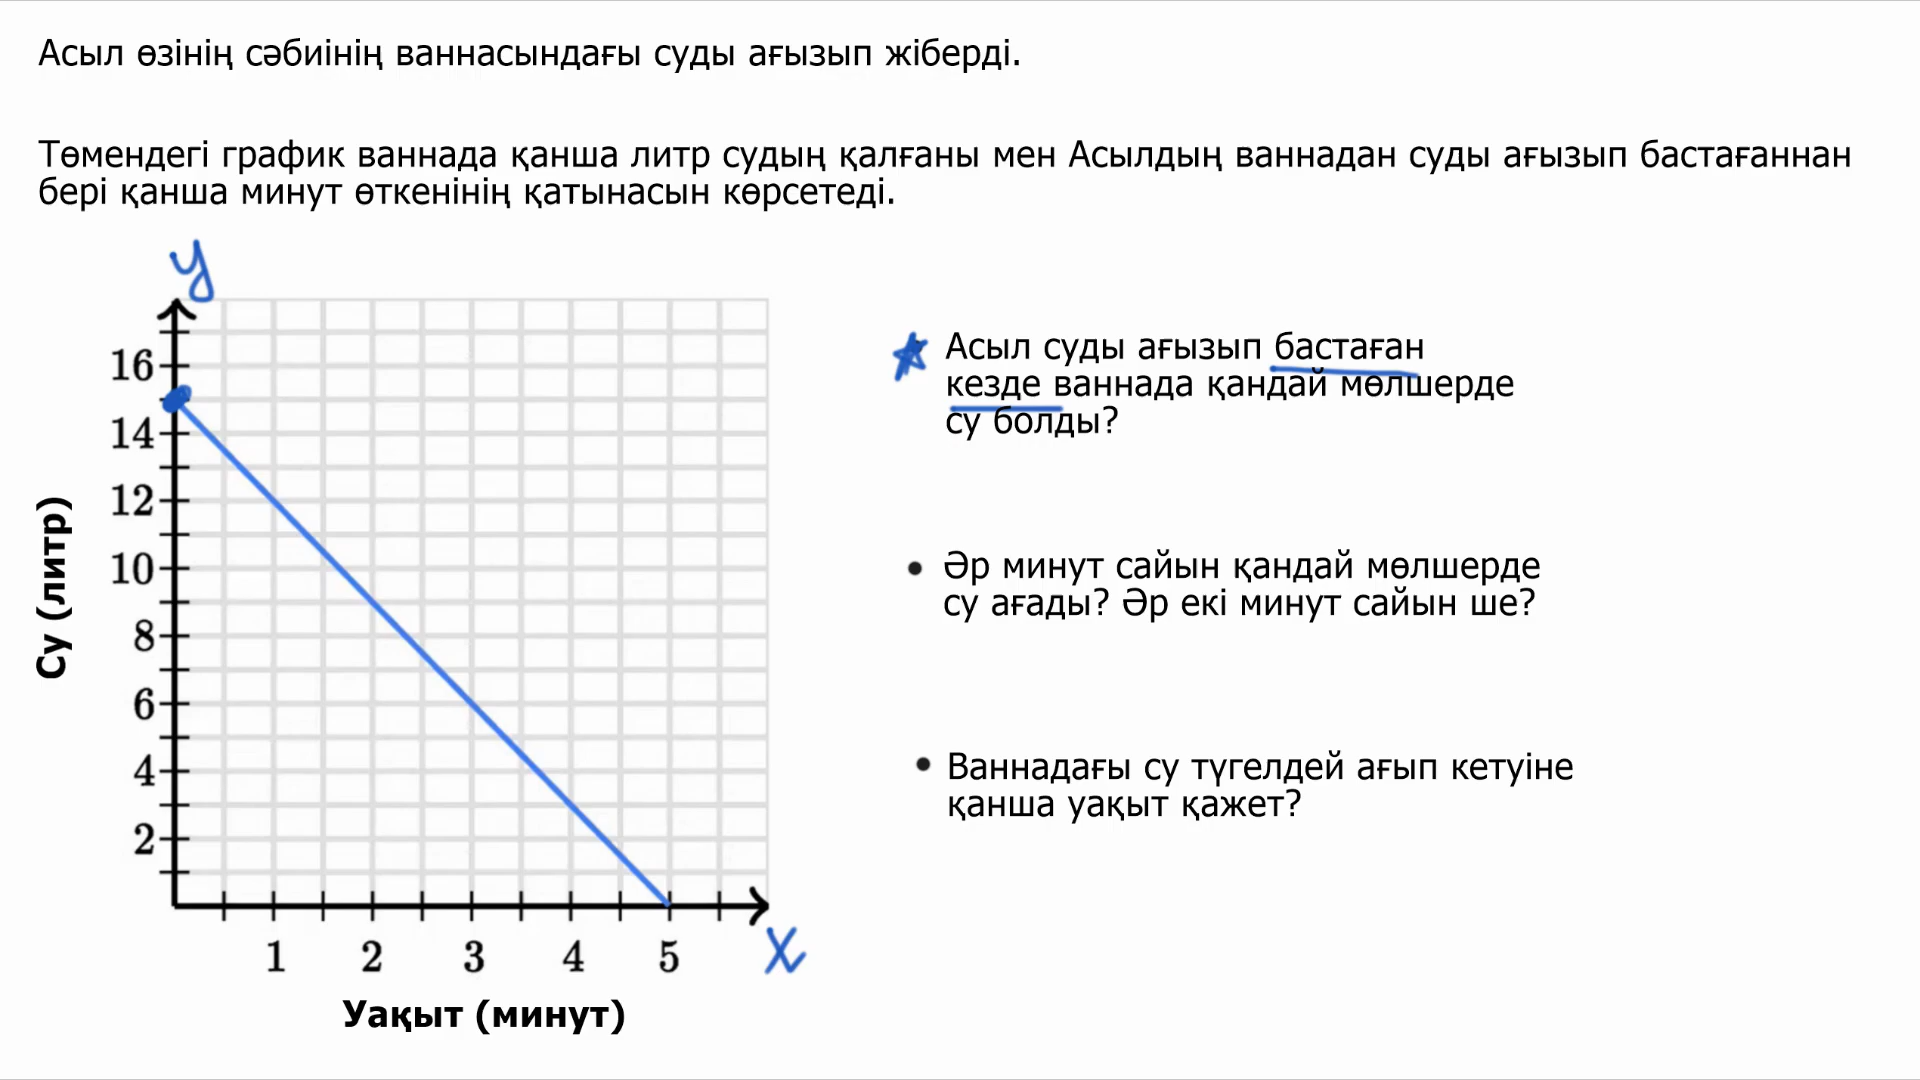 Асыл өзінің сәбиінің ваннасындағы суды ағызып жіберді.
Төмендегі график ваннада қанша литр судың қалғаны мен Асылдың ваннадан суды ағызып бастағаннан
бері қанша минут өткенінің қатынасын көрсетеді.
y
16
14
12
10
8
6
4
2
Су (литр)
1 2 3 4 5
x
Уақыт (минут)
Асыл суды ағызып бастаған
кезде ваннада қандай мөлшерде
су болды?
• Әр минут сайын қандай мөлшерде
су ағады? Әр екі минут сайын ше?
• Ваннадағы су түгелдей ағып кетуіне
қанша уақыт қажет?